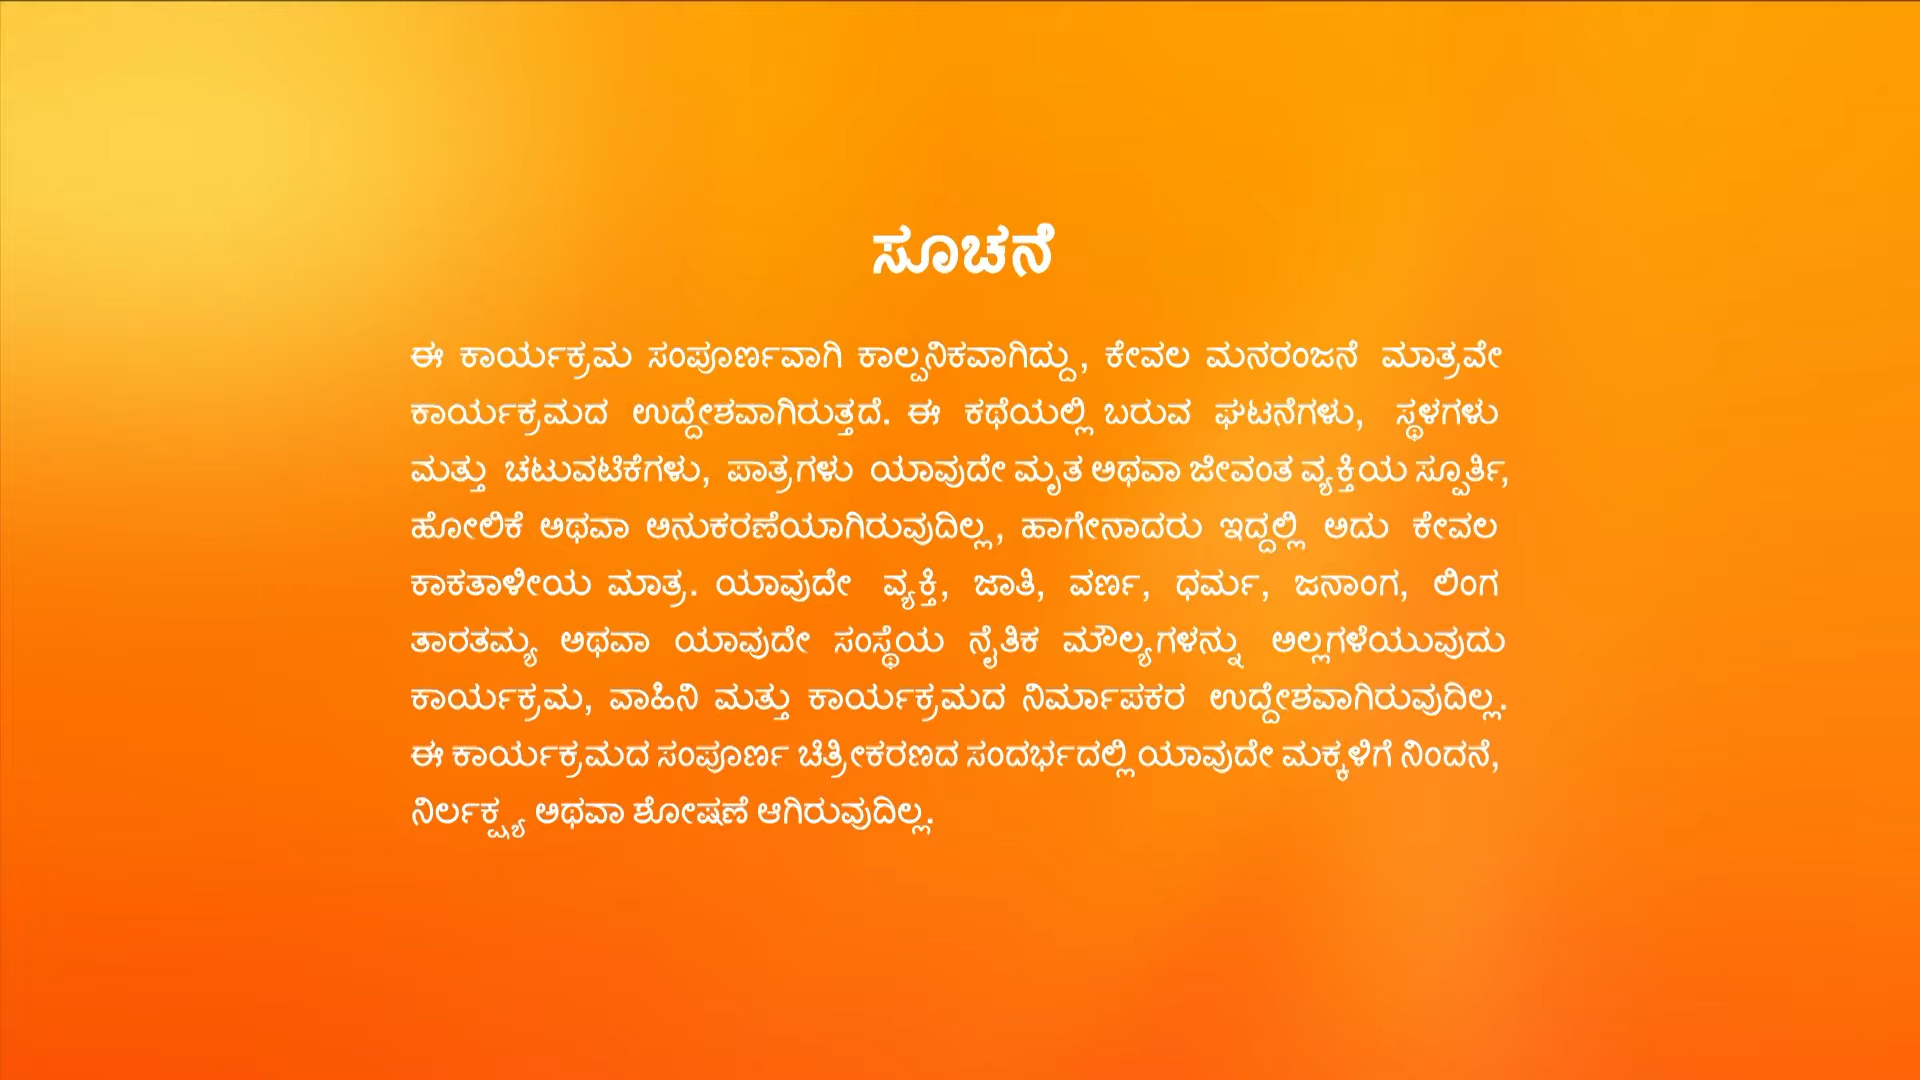 ಸೂಚನೆ
ಈ ಕಾರ್ಯಕ್ರಮ ಸಂಪೂರ್ಣವಾಗಿ ಕಾಲ್ಪನಿಕವಾಗಿದ್ದು, ಕೇವಲ ಮನರಂಜನೆ ಮಾತ್ರವೇ
ಕಾರ್ಯಕ್ರಮದ ಉದ್ದೇಶವಾಗಿರುತ್ತದೆ. ಈ ಕಥೆಯಲ್ಲಿ ಬರುವ ಘಟನೆಗಳು, ಸ್ಥಳಗಳು
ಮತ್ತು ಚಟುವಟಿಕೆಗಳು, ಪಾತ್ರಗಳು ಯಾವುದೇ ಮೃತ ಅಥವಾ ಜೀವಂತ ವ್ಯಕ್ತಿಯ ಸ್ಪೂರ್ತಿ,
ಹೋಲಿಕೆ ಅಥವಾ ಅನುಕರಣೆಯಾಗಿರುವುದಿಲ್ಲ, ಹಾಗೇನಾದರು ಇದ್ದಲ್ಲಿ ಅದು ಕೇವಲ
ಕಾಕತಾಳೀಯ ಮಾತ್ರ. ಯಾವುದೇ ವ್ಯಕ್ತಿ, ಜಾತಿ, ವರ್ಣ, ಧರ್ಮ, ಜನಾಂಗ, ಲಿಂಗ
ತಾರತಮ್ಯ ಅಥವಾ ಯಾವುದೇ ಸಂಸ್ಥೆಯ ನೈತಿಕ ಮೌಲ್ಯಗಳನ್ನು ಅಲ್ಲಗಳೆಯುವುದು
ಕಾರ್ಯಕ್ರಮ, ವಾಹಿನಿ ಮತ್ತು ಕಾರ್ಯಕ್ರಮದ ನಿರ್ಮಾಪಕರ ಉದ್ದೇಶವಾಗಿರುವುದಿಲ್ಲ.
ಈ ಕಾರ್ಯಕ್ರಮದ ಸಂಪೂರ್ಣ ಚಿತ್ರೀಕರಣದ ಸಂದರ್ಭದಲ್ಲಿ ಯಾವುದೇ ಮಕ್ಕಳಿಗೆ ನಿಂದನೆ,
ನಿರ್ಲಕ್ಷ್ಯ ಅಥವಾ ಶೋಷಣೆ ಆಗಿರುವುದಿಲ್ಲ.